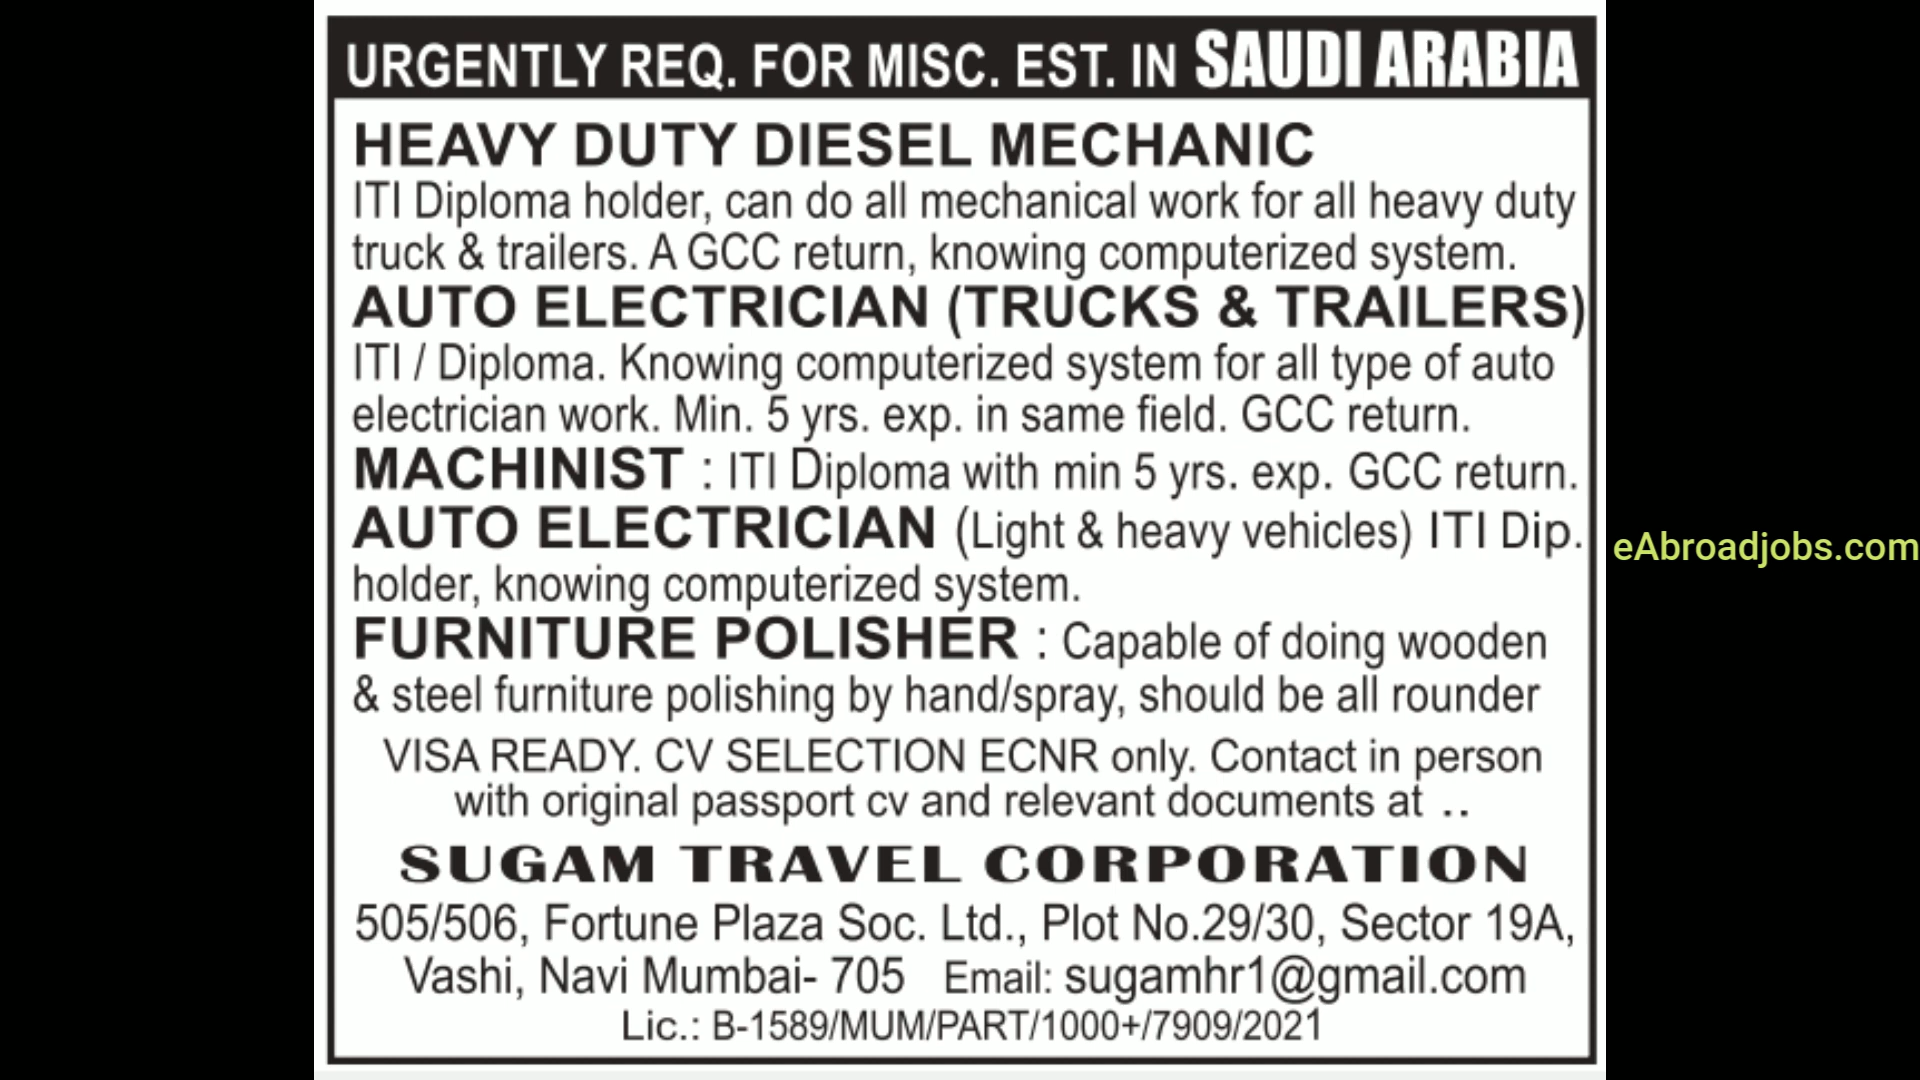 URGENTLY REQ. FOR MISC. EST. IN SAUDI ARABIA
HEAVY DUTY DIESEL MECHANIC
ITI Diploma holder, can do all mechanical work for all heavy duty
truck & trailers. A GCC return, knowing computerized system.
AUTO ELECTRICIAN (TRUCKS & TRAILERS)
ITI / Diploma. Knowing computerized system for all type of auto
electrician work. Min. 5 yrs. exp. in same field. GCC return.
MACHINIST : ITI Diploma with min 5 yrs. exp. GCC return.
AUTO ELECTRICIAN (Light & heavy vehicles) ITI Dip.
holder, knowing computerized system.
FURNITURE POLISHER : Capable of doing wooden
& steel furniture polishing by hand/spray, should be all rounder
VISA READY. CV SELECTION ECNR only. Contact in person
with original passport cv and relevant documents at ..
SUGAM TRAVEL CORPORATION
505/506, Fortune Plaza Soc. Ltd., Plot No.29/30, Sector 19A,
Vashi, Navi Mumbai- 705 Email: sugamhr1@gmail.com
Lic.: B-1589/MUM/PART/1000+/7909/2021
eAbroadjobs.com